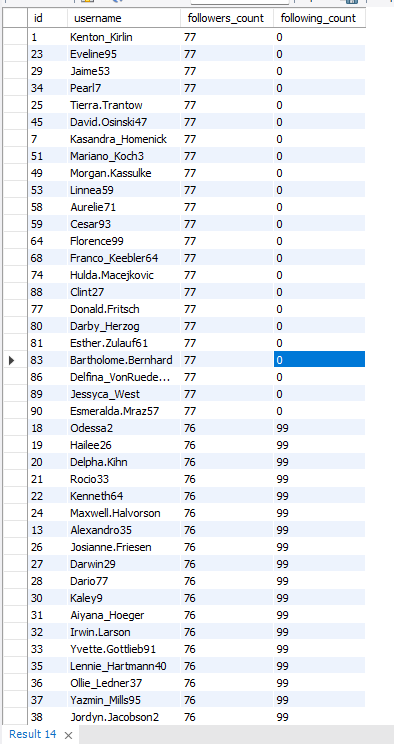 id username followers_count following_count
1 Kenton_Kirlin 77 0
23 Eveline95 77 0
29 Jaime53 77 0
34 Pearl7 77 0
25 Tierra.Trantow 77 0
45 David.Osinski47 77 0
7 Kasandra_Homenick 77 0
51 Mariano_Koch3 77 0
49 Morgan.Kassulke 77 0
53 Linnea59 77 0
58 Aurelie71 77 0
59 Cesar93 77 0
64 Florence99 77 0
68 Franco_Keebler64 77 0
74 Hulda.Macejkovic 77 0
88 Clint27 77 0
77 Donald.Fritsch 77 0
80 Darby_Herzog 77 0
81 Esther.Zulauf61 77 0
83 Bartholome.Bernhard 77 0
86 Delfina_VonRuede... 77 0
89 Jessyca_West 77 0
90 Esmeralda.Mraz57 77 0
18 Odessa2 76 99
19 Hailee26 76 99
20 Delpha.Kihn 76 99
21 Rocio33 76 99
22 Kenneth64 76 99
24 Maxwell.Halvorson 76 99
13 Alexandro35 76 99
26 Josianne.Friesen 76 99
27 Darwin29 76 99
28 Dario77 76 99
30 Kaley9 76 99
31 Aiyana_Hoeger 76 99
32 Irwin.Larson 76 99
33 Yvette.Gottlieb91 76 99
35 Lennie_Hartmann40 76 99
36 Ollie_Ledner37 76 99
37 Yazmin_Mills95 76 99
38 Jordyn.Jacobson2 76 99
Result 14